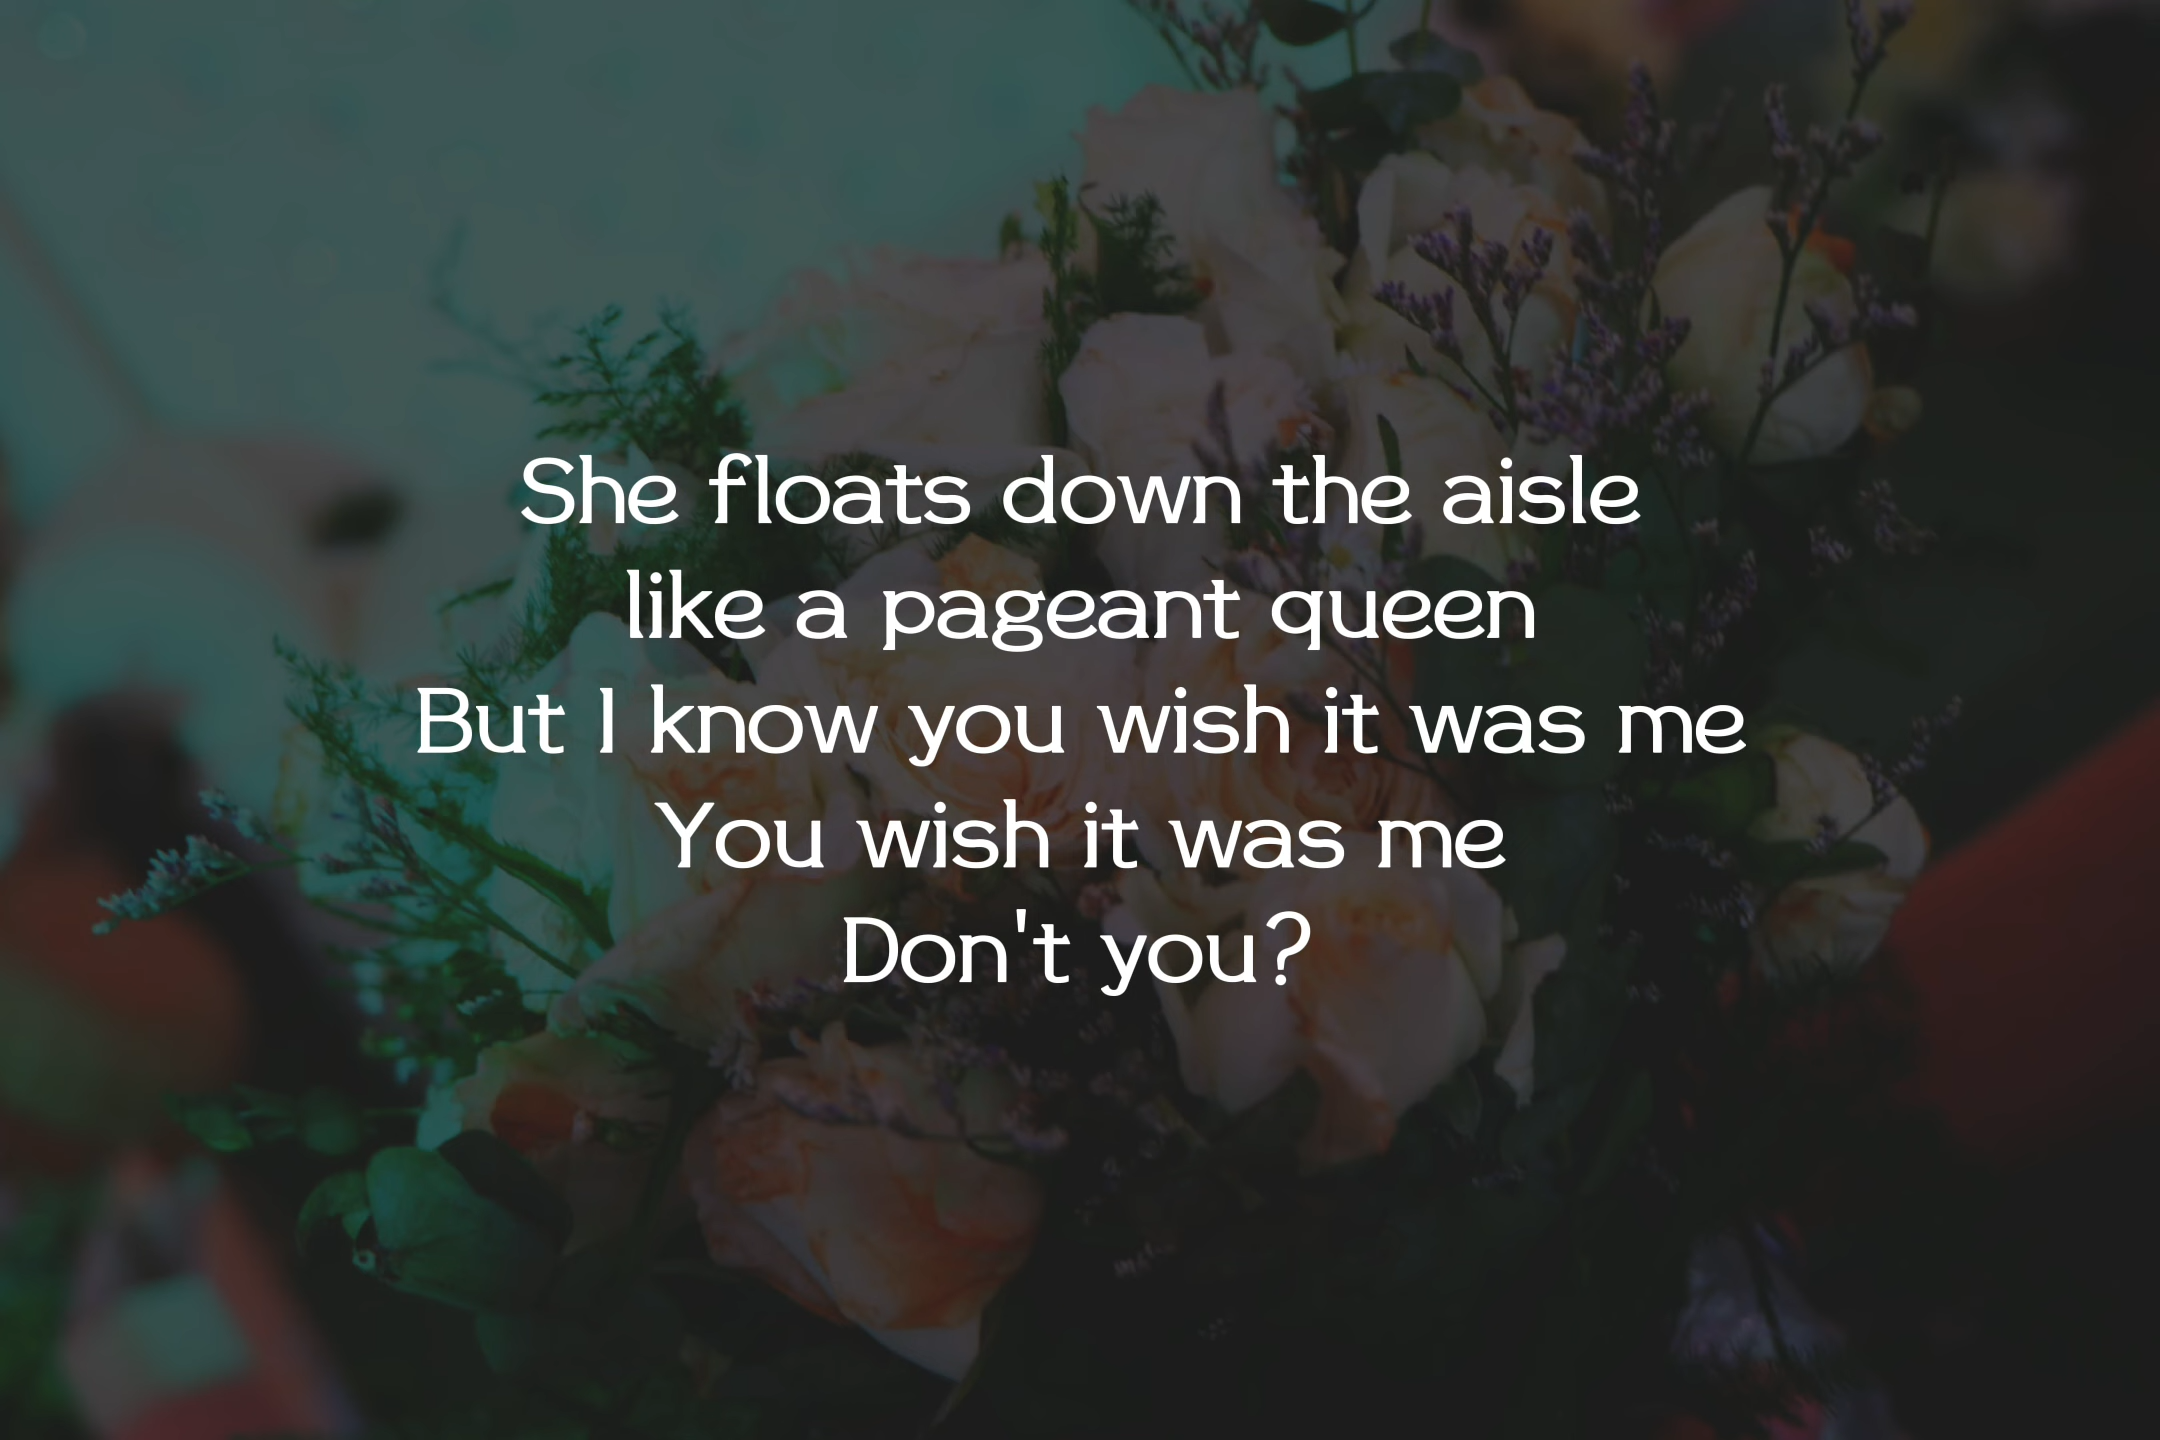 She floats down the aisle
like a pageant queen
But I know you wish it was me
You wish it was me
Don't you?